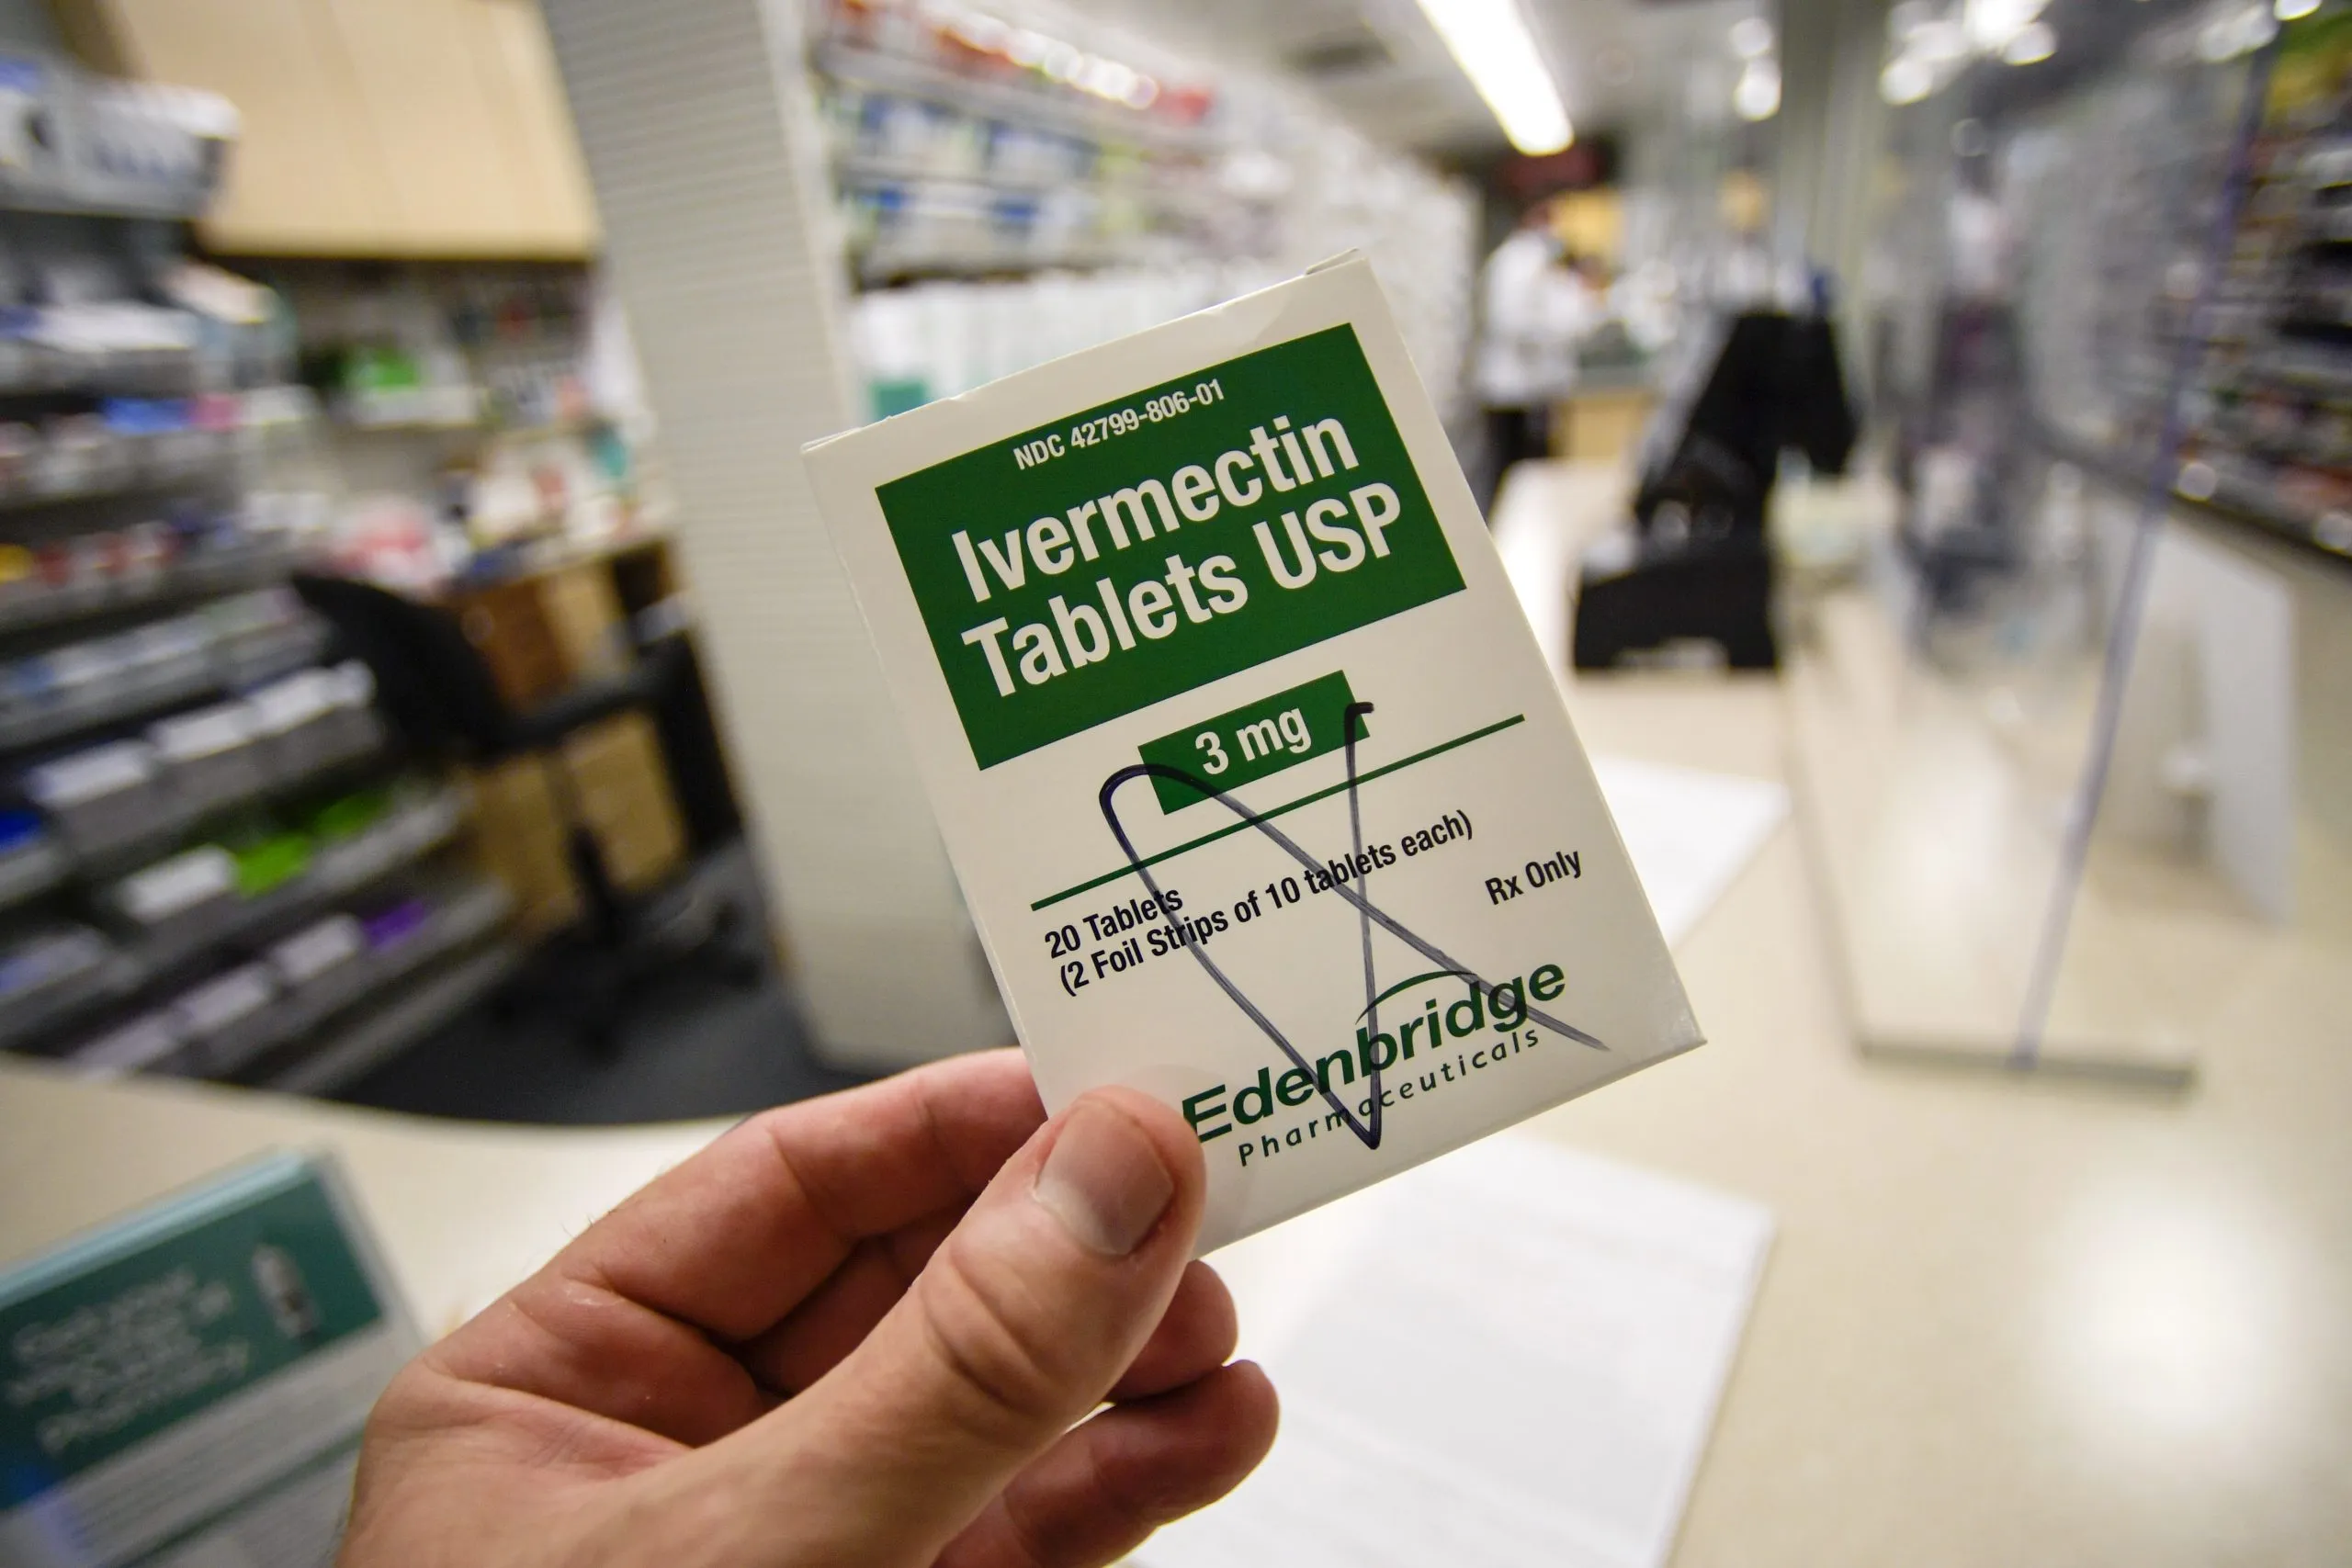 NDC 42799-806-01
Ivermectin
Tablets USP
3 mg
20 Tablets
(2 Foil Strips of 10 tablets each)
Rx Only
Edenbridge
Pharmaceuticals